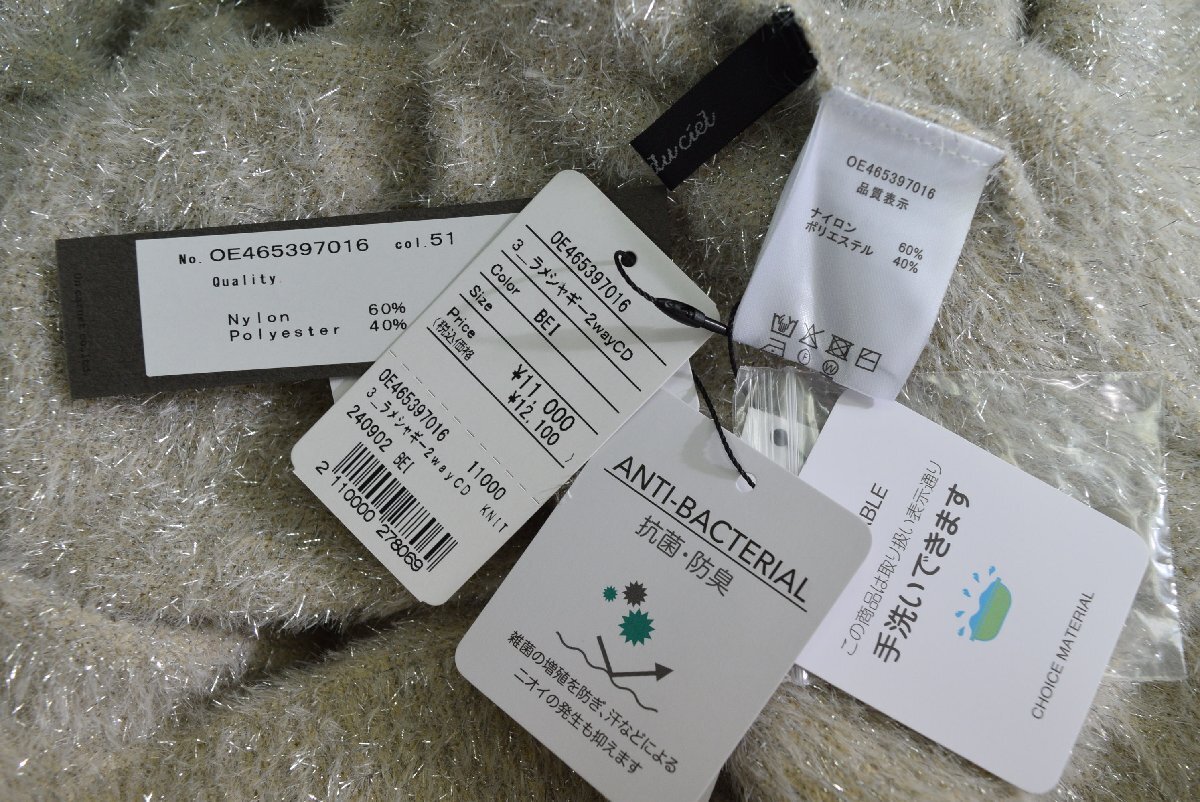 du ciel
No. OE465397016 col.51
Quality
Nylon 60%
Polyester 40%
OE465397016
3_ラメシャギー2wayCD
Color BEI
Size
Price ¥11,000
(税込価格 ¥12,100 )
OE465397016
3_ラメシャギー2wayCD 11000
240902 BEI KNIT
2 110000 278069
OE465397016
品質表示
ナイロン 60%
ポリエステル 40%
ANTI-BACTERIAL
抗菌・防臭
雑菌の増殖を防ぎ、汗などによる
ニオイの発生も抑えます
ABLE
この商品は取り扱い表示通り
手洗いできます
CHOICE MATERIAL